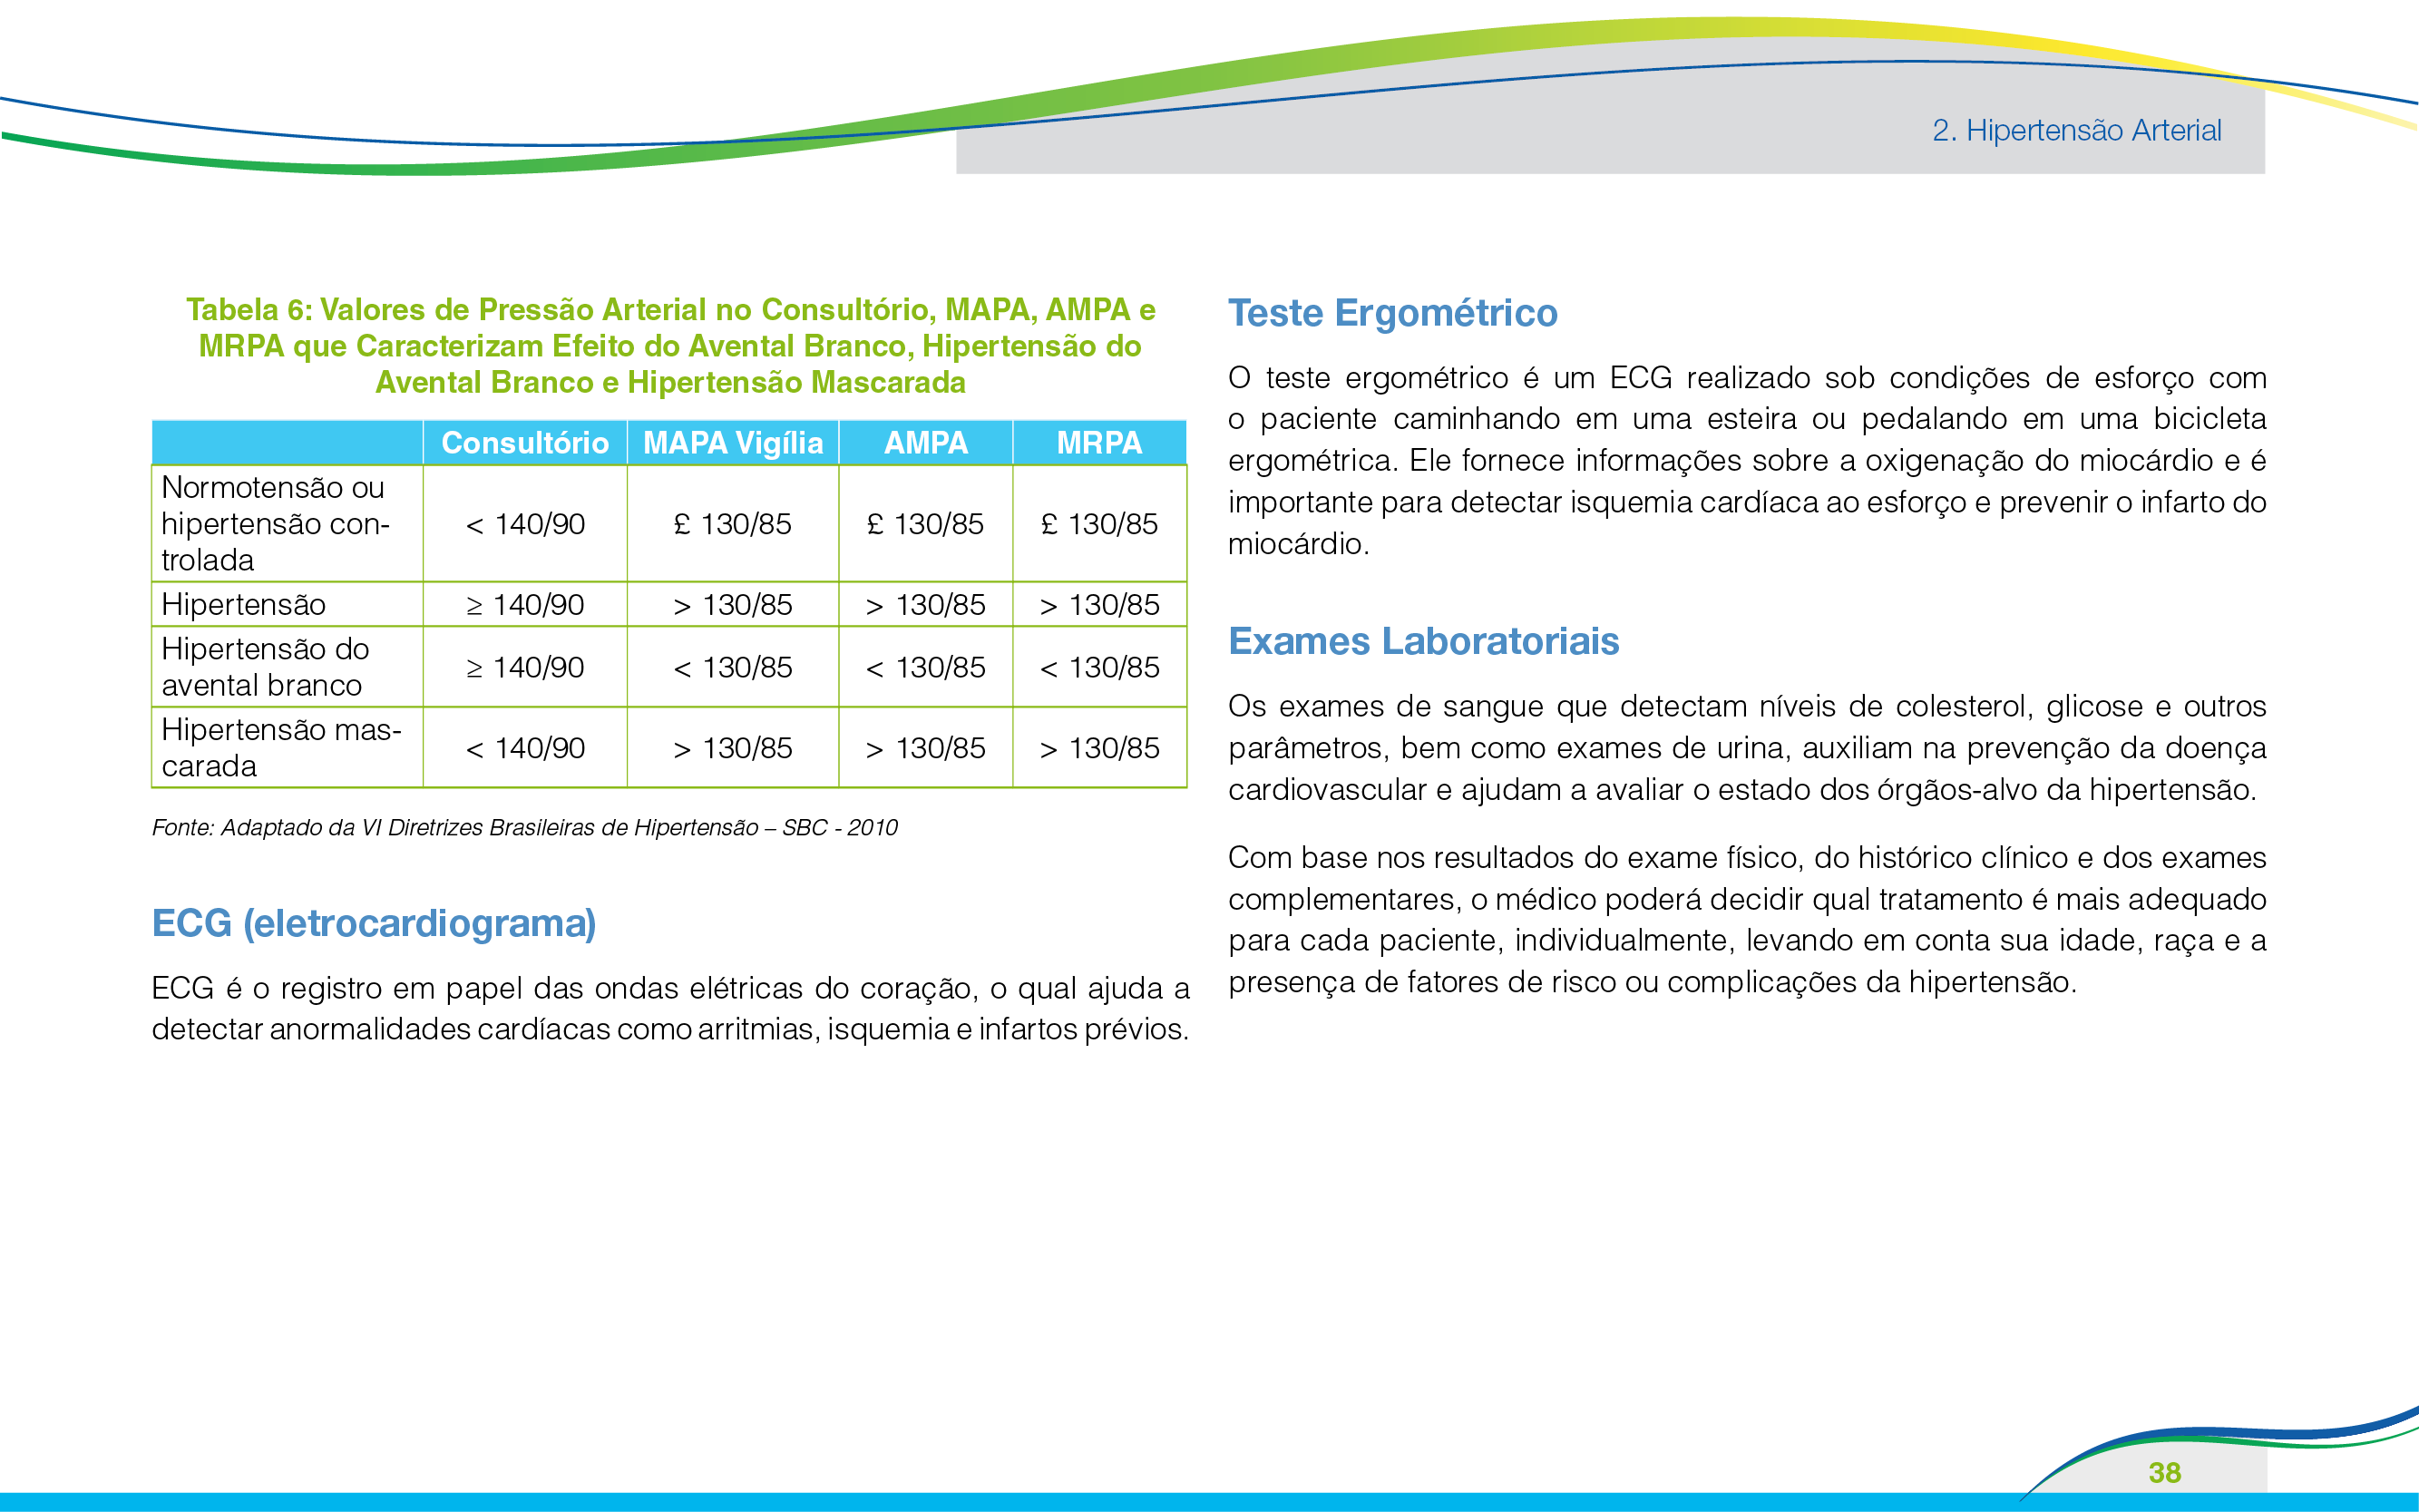 2. Hipertensão Arterial
Tabela 6: Valores de Pressão Arterial no Consultório, MAPA, AMPA e
MRPA que Caracterizam Efeito do Avental Branco, Hipertensão do
Avental Branco e Hipertensão Mascarada
Consultório MAPA Vigília AMPA MRPA
Normotensão ou
hipertensão con-
trolada
< 140/90 £ 130/85 £ 130/85 £ 130/85
Hipertensão ≥ 140/90 > 130/85 > 130/85 > 130/85
Hipertensão do
avental branco
≥ 140/90 < 130/85 < 130/85 < 130/85
Hipertensão mas-
carada
< 140/90 > 130/85 > 130/85 > 130/85
Fonte: Adaptado da VI Diretrizes Brasileiras de Hipertensão – SBC - 2010
ECG (eletrocardiograma)
ECG é o registro em papel das ondas elétricas do coração, o qual ajuda a
detectar anormalidades cardíacas como arritmias, isquemia e infartos prévios.
Teste Ergométrico
O teste ergométrico é um ECG realizado sob condições de esforço com
o paciente caminhando em uma esteira ou pedalando em uma bicicleta
ergométrica. Ele fornece informações sobre a oxigenação do miocárdio e é
importante para detectar isquemia cardíaca ao esforço e prevenir o infarto do
miocárdio.
Exames Laboratoriais
Os exames de sangue que detectam níveis de colesterol, glicose e outros
parâmetros, bem como exames de urina, auxiliam na prevenção da doença
cardiovascular e ajudam a avaliar o estado dos órgãos-alvo da hipertensão.
Com base nos resultados do exame físico, do histórico clínico e dos exames
complementares, o médico poderá decidir qual tratamento é mais adequado
para cada paciente, individualmente, levando em conta sua idade, raça e a
presença de fatores de risco ou complicações da hipertensão.
38